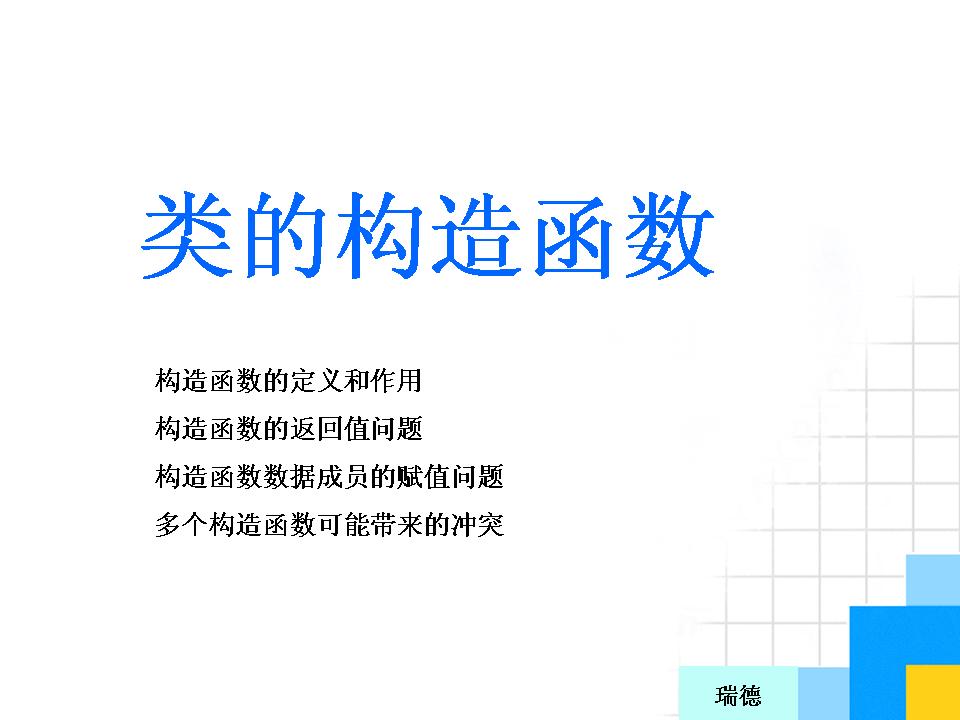 类的构造函数
构造函数的定义和作用
构造函数的返回值问题
构造函数数据成员的赋值问题
多个构造函数可能带来的冲突
瑞德